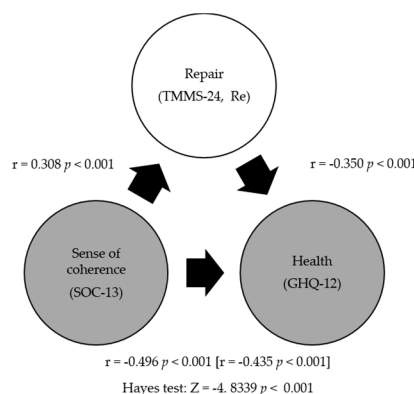 Repair
(TMMS-24, Re)
r = 0.308 p < 0.001
r = -0.350 p < 0.001
Sense of
coherence
(SOC-13)
Health
(GHQ-12)
r = -0.496 p < 0.001 [r = -0.435 p < 0.001]
Hayes test: Z = -4. 8339 p < 0.001